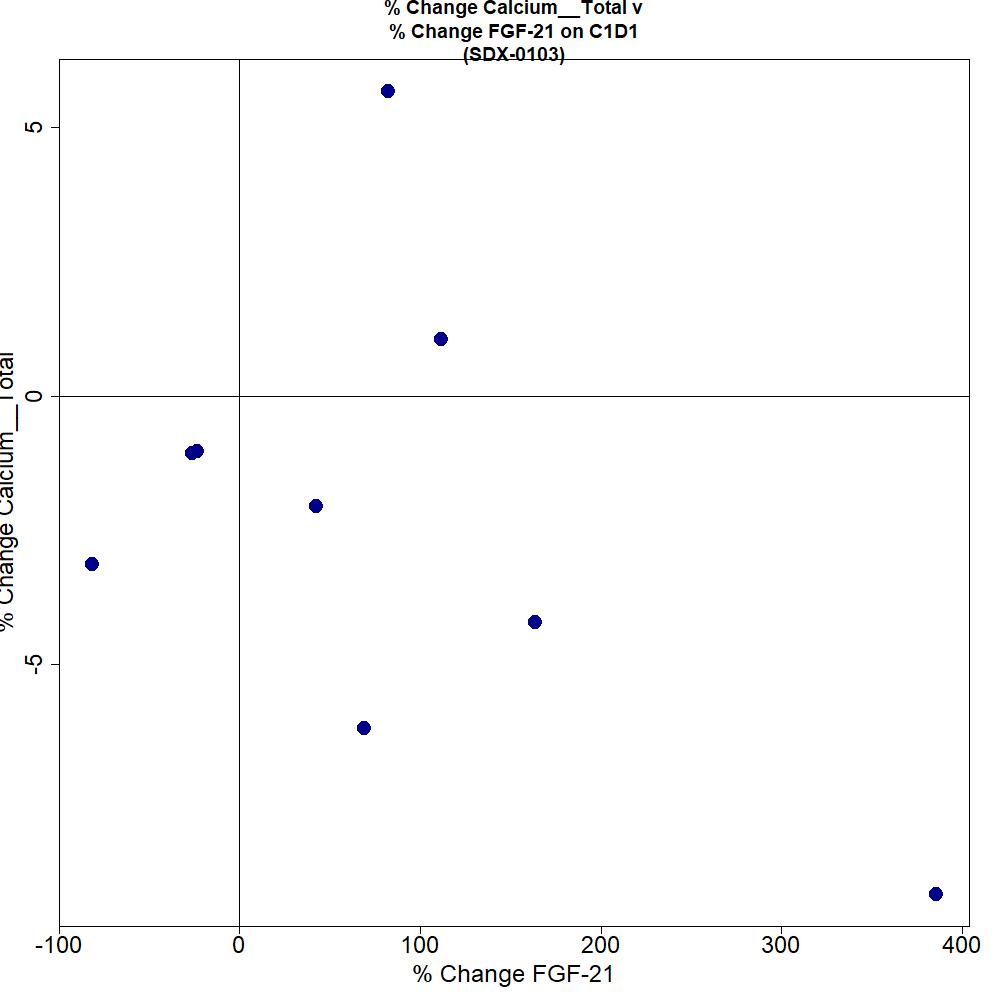 % Change Calcium__Total v
% Change FGF-21 on C1D1
(SDX-0103)
% Change Calcium__Total
5
0
-5
-100
0
100
200
300
400
% Change FGF-21